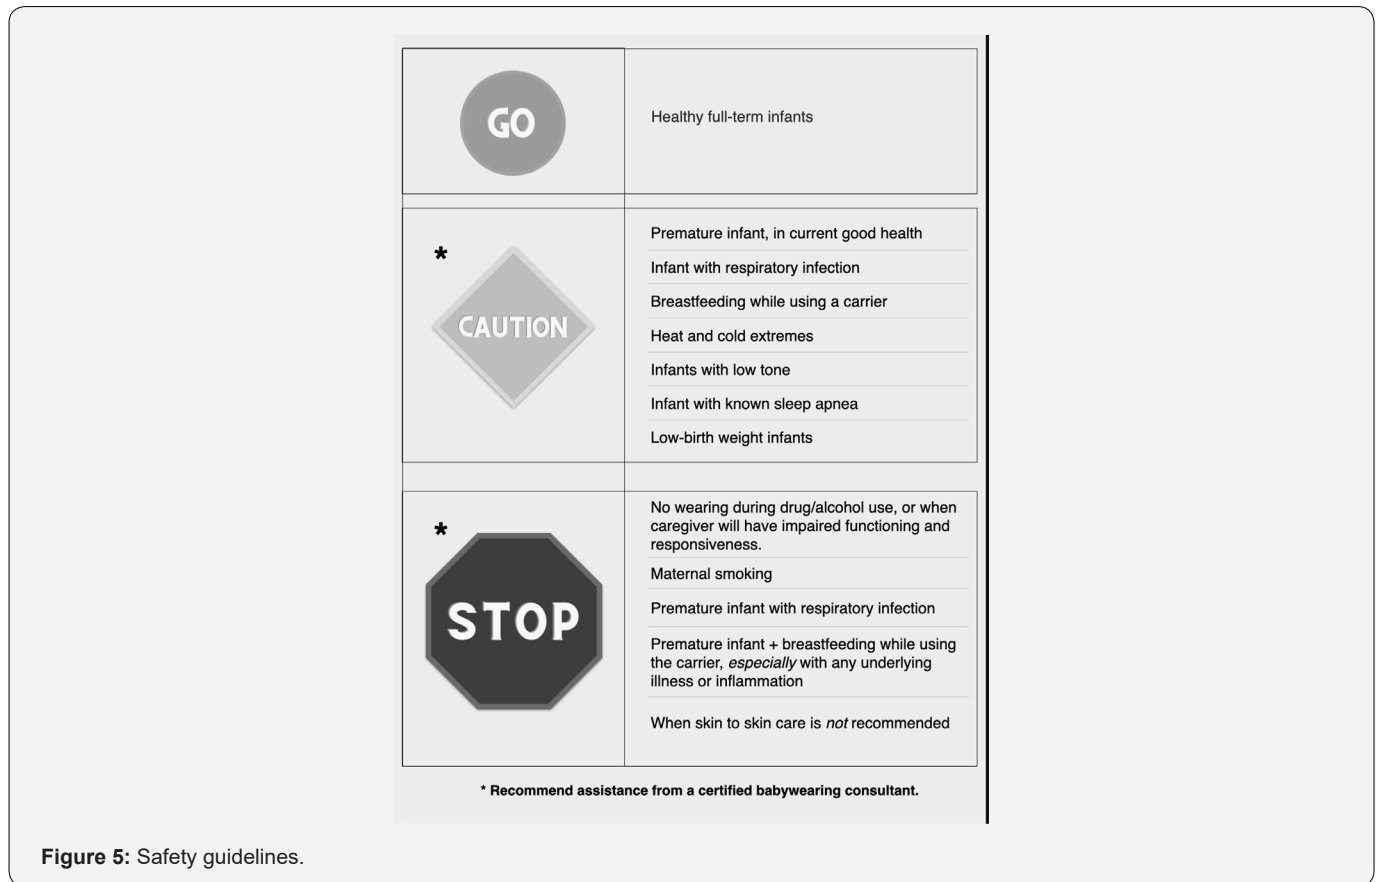 GO
Healthy full-term infants
*
CAUTION
Premature infant, in current good health
Infant with respiratory infection
Breastfeeding while using a carrier
Heat and cold extremes
Infants with low tone
Infant with known sleep apnea
Low-birth weight infants
*
STOP
No wearing during drug/alcohol use, or when
caregiver will have impaired functioning and
responsiveness.
Maternal smoking
Premature infant with respiratory infection
Premature infant + breastfeeding while using
the carrier, especially with any underlying
illness or inflammation
When skin to skin care is not recommended
* Recommend assistance from a certified babywearing consultant.
Figure 5: Safety guidelines.